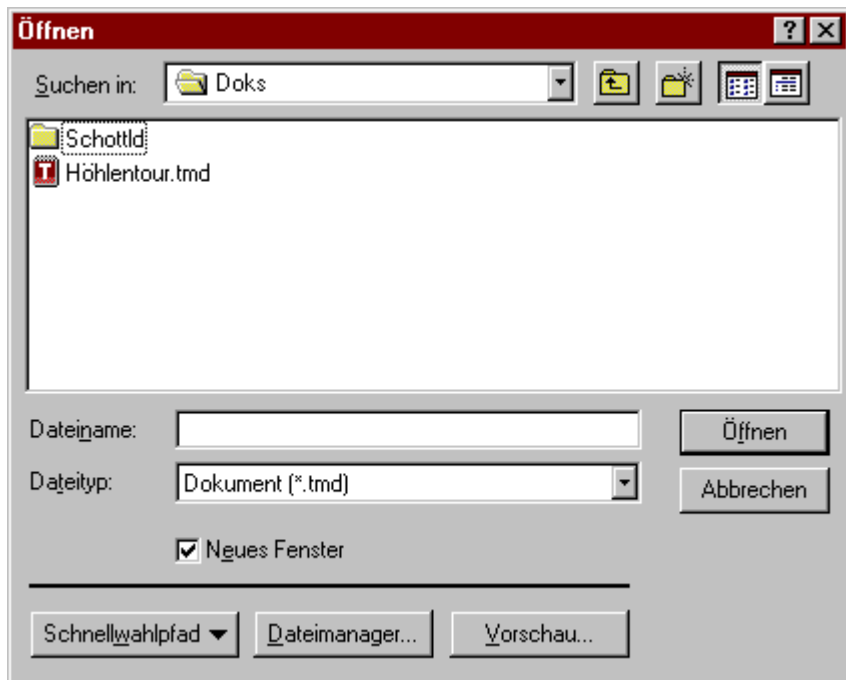 Öffnen
Suchen in: Doks
Schottld
Höhlentour.tmd
Dateiname: Öffnen
Dateityp: Dokument (*.tmd) Abbrechen
Neues Fenster
Schnellwahlpfad Dateimanager... Vorschau...